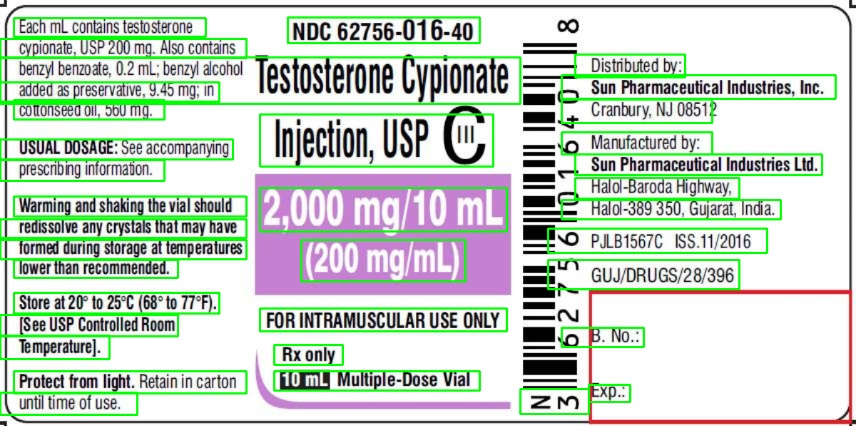 Each mL contains testosterone
cypionate, USP 200 mg. Also contains
benzyl benzoate, 0.2 mL; benzyl alcohol
added as preservative, 9.45 mg; in
cottonseed oil, 560 mg.
USUAL DOSAGE: See accompanying
prescribing information.
Warming and shaking the vial should
redissolve any crystals that may have
formed during storage at temperatures
lower than recommended.
Store at 20° to 25°C (68° to 77°F).
[See USP Controlled Room
Temperature].
Protect from light. Retain in carton
until time of use.
NDC 62756-016-40
Testosterone Cypionate
Injection, USP CIII
2,000 mg/10 mL
(200 mg/mL)
FOR INTRAMUSCULAR USE ONLY
Rx only
10 mL Multiple-Dose Vial
N
3 62756 01640 8
Distributed by:
Sun Pharmaceutical Industries, Inc.
Cranbury, NJ 08512
Manufactured by:
Sun Pharmaceutical Industries Ltd.
Halol-Baroda Highway,
Halol-389 350, Gujarat, India.
PJLB1567C ISS.11/2016
GUJ/DRUGS/28/396
B. No.:
Exp.: